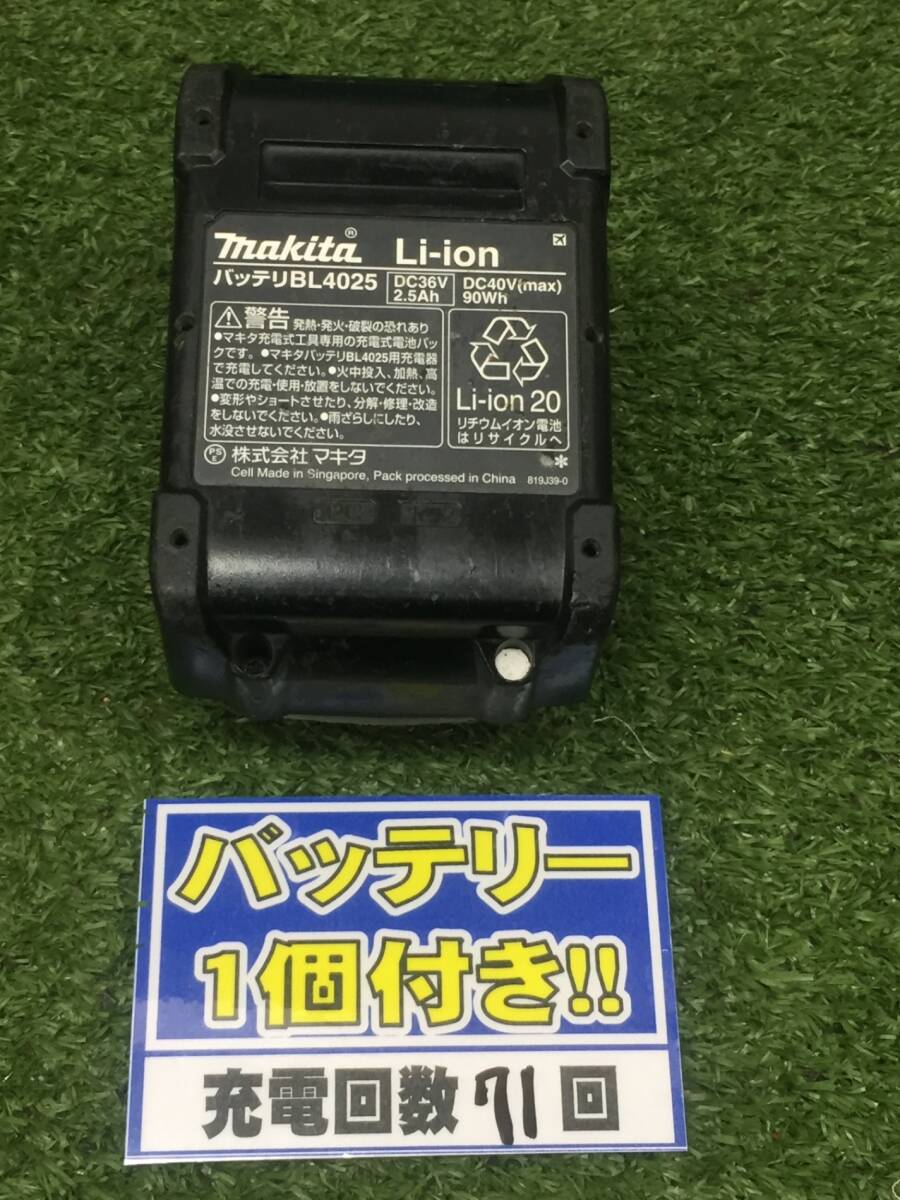 makita® Li-ion
バッテリBL4025 DC36V 2.5Ah DC40V(max) 90Wh
⚠警告 発熱・発火・破裂の恐れあり
●マキタ充電式工具専用の充電式電池パッ
クです。●マキタバッテリBL4025用充電器
で充電してください。●火中投入、加熱、高
温での充電・使用・放置をしないでください。
●変形やショートさせたり、分解・修理・改造
をしないでください。●雨ざらしにしたり、
水没させないでください。
Li-ion 20
リチウムイオン電池
はリサイクルへ
PSE 株式会社 マキタ
✻
Cell Made in Singapore, Pack processed in China 819J39-0
バッテリー
1個付き!!
充電回数 71 回